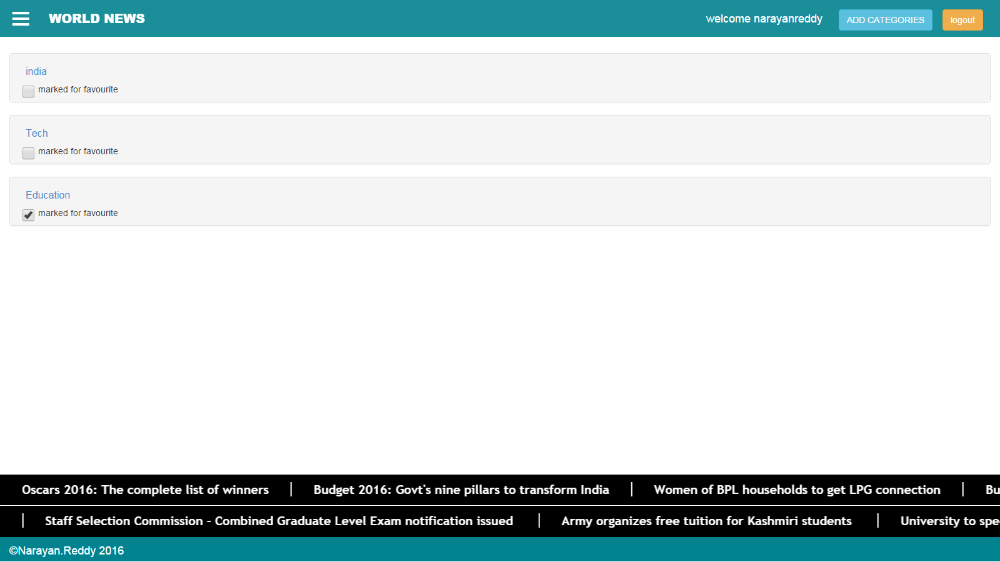 WORLD NEWS welcome narayanreddy ADD CATEGORIES logout
india
marked for favourite
Tech
marked for favourite
Education
marked for favourite
Oscars 2016: The complete list of winners | Budget 2016: Govt's nine pillars to transform India | Women of BPL households to get LPG connection | Bu
| Staff Selection Commission - Combined Graduate Level Exam notification issued | Army organizes free tuition for Kashmiri students | University to spe
©Narayan.Reddy 2016